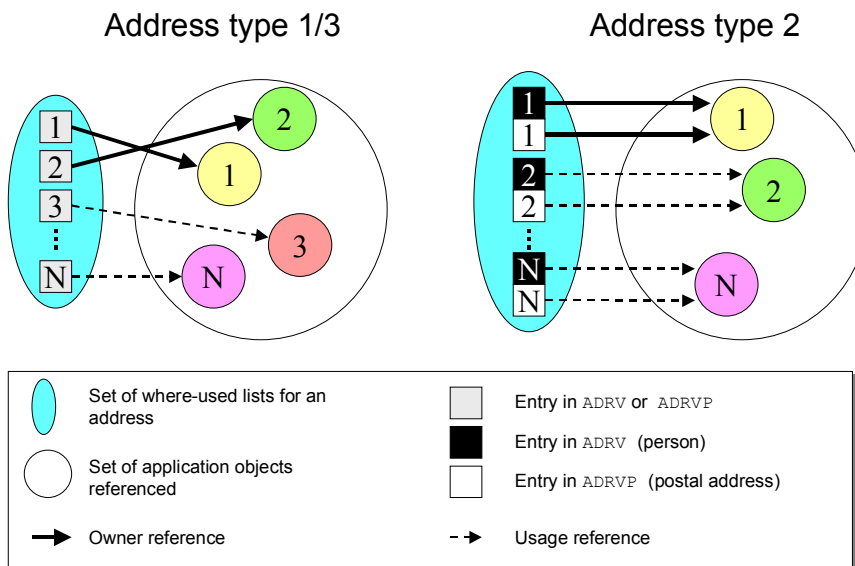 Address type 1/3
Address type 2
1
2
3
N
2
1
3
N
1
1
2
2
N
N
1
2
N
Set of where-used lists for an
address
Set of application objects
referenced
Owner reference
Entry in ADRV or ADRVP
Entry in ADRV (person)
Entry in ADRVP (postal address)
Usage reference